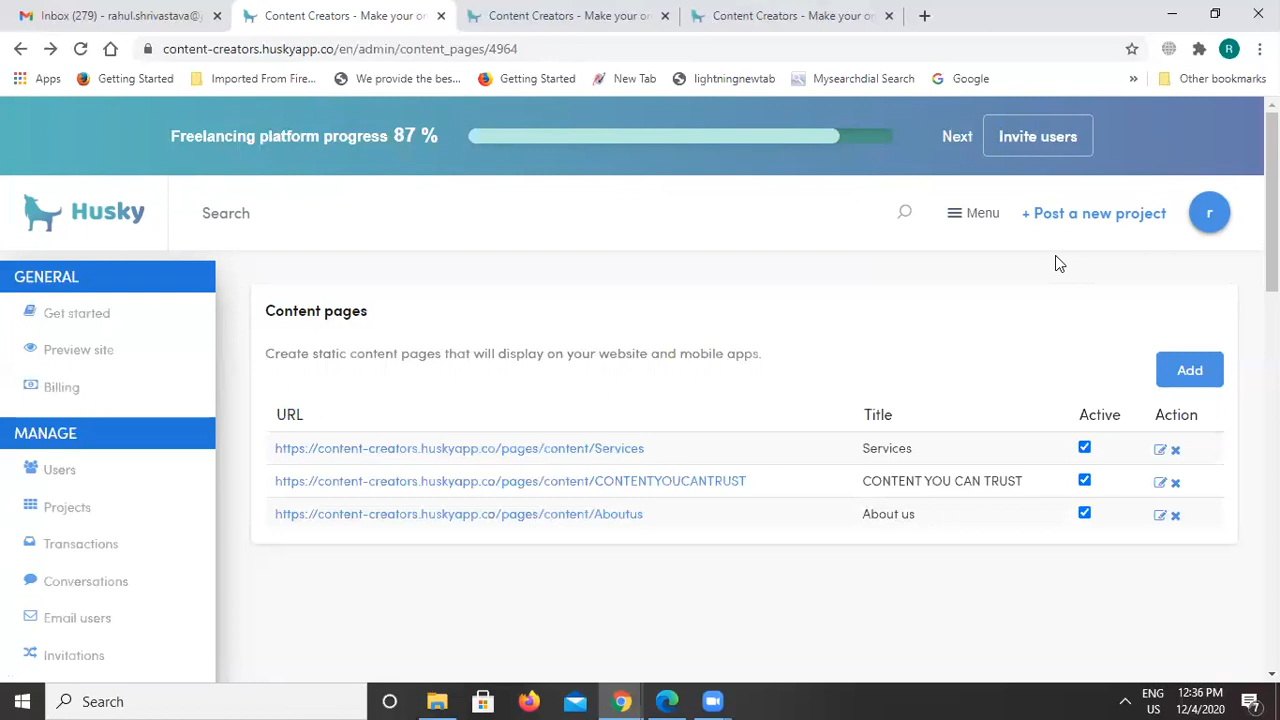 Inbox (279) - rahul.shrivastava@
Content Creators - Make your on
Content Creators - Make your on
Content Creators - Make your on
content-creators.huskyapp.co/en/admin/content_pages/4964
R
Apps
Getting Started
Imported From Fire...
We provide the bes...
Getting Started
New Tab
lightningnewtab
Mysearchdial Search
Google
Other bookmarks
Freelancing platform progress 87 %
Next
Invite users
Husky
Search
Menu
+ Post a new project
r
GENERAL
Get started
Preview site
Billing
MANAGE
Users
Projects
Transactions
Conversations
Email users
Invitations
Content pages
Create static content pages that will display on your website and mobile apps.
Add
URL Title Active Action
https://content-creators.huskyapp.co/pages/content/Services Services
https://content-creators.huskyapp.co/pages/content/CONTENTYOUCANTRUST CONTENT YOU CAN TRUST
https://content-creators.huskyapp.co/pages/content/Aboutus About us
Search
ENG
US
12:36 PM
12/4/2020
7